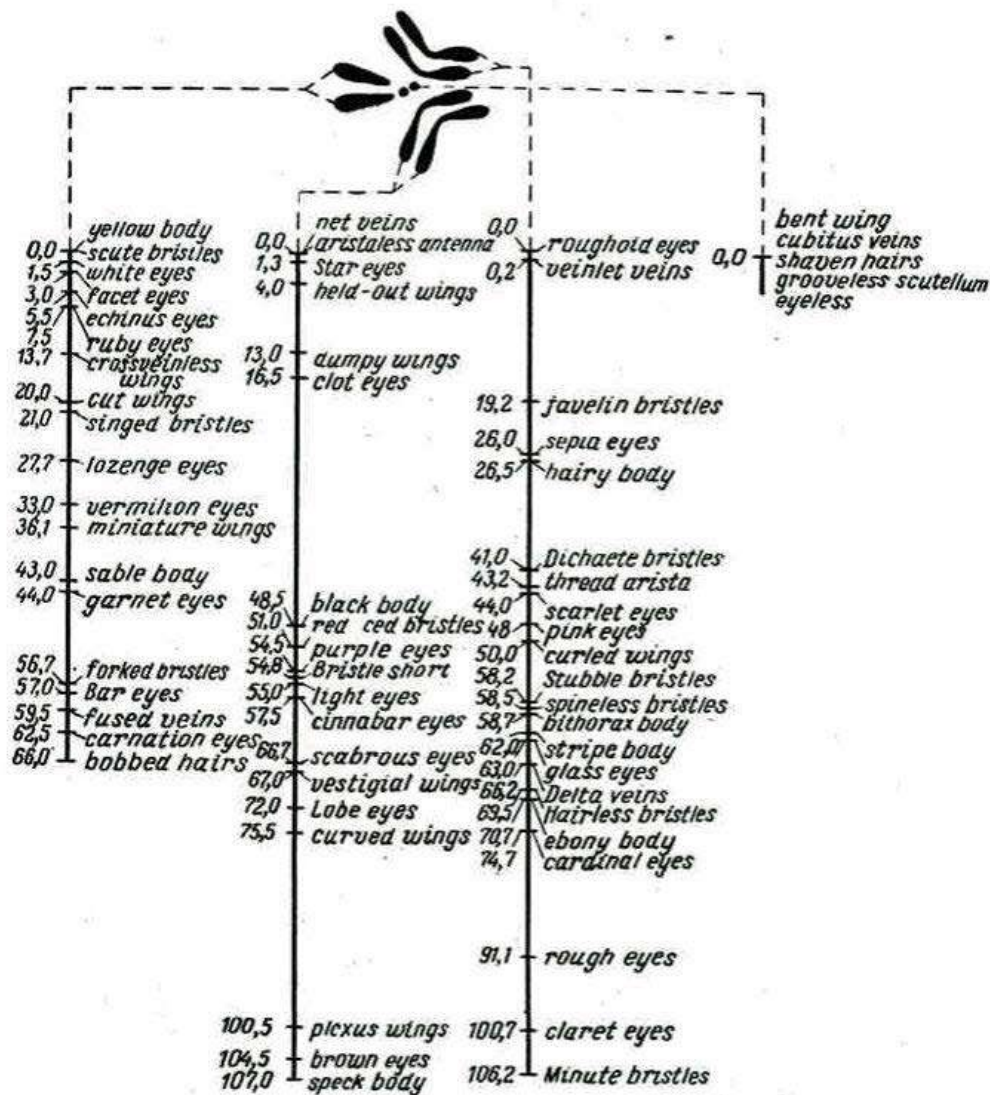 yellow body
0,0 scute bristles
1,5 white eyes
3,0 facet eyes
5,5 echinus eyes
7,5 ruby eyes
13,7 crossveinless
wings
20,0 cut wings
21,0 singed bristles
27,7 lozenge eyes
33,0 vermilion eyes
36,1 miniature wings
43,0 sable body
44,0 garnet eyes
56,7 forked bristles
57,0 Bar eyes
59,5 fused veins
62,5 carnation eyes
66,0 bobbed hairs
net veins
0,0 aristaless antenna
1,3 Star eyes
4,0 held-out wings
13,0 dumpy wings
16,5 clot eyes
48,5 black body
51,0 red ced bristles
54,5 purple eyes
54,8 Bristle short
55,0 light eyes
57,5 cinnabar eyes
66,7 scabrous eyes
67,0 vestigial wings
72,0 Lobe eyes
75,5 curved wings
100,5 plexus wings
104,5 brown eyes
107,0 speck body
0,0 roughoid eyes
0,2 veinlet veins
19,2 javelin bristles
26,0 sepia eyes
26,5 hairy body
41,0 Dichaete bristles
43,2 thread arista
44,0 scarlet eyes
48 pink eyes
50,0 curled wings
58,2 Stubble bristles
58,5 spineless bristles
58,7 bithorax body
62,0 stripe body
63,0 glass eyes
66,2 Delta veins
69,5 Hairless bristles
70,7 ebony body
74,7 cardinal eyes
91,1 rough eyes
100,7 claret eyes
106,2 Minute bristles
bent wing
cubitus veins
0,0 shaven hairs
grooveless scutellum
eyeless